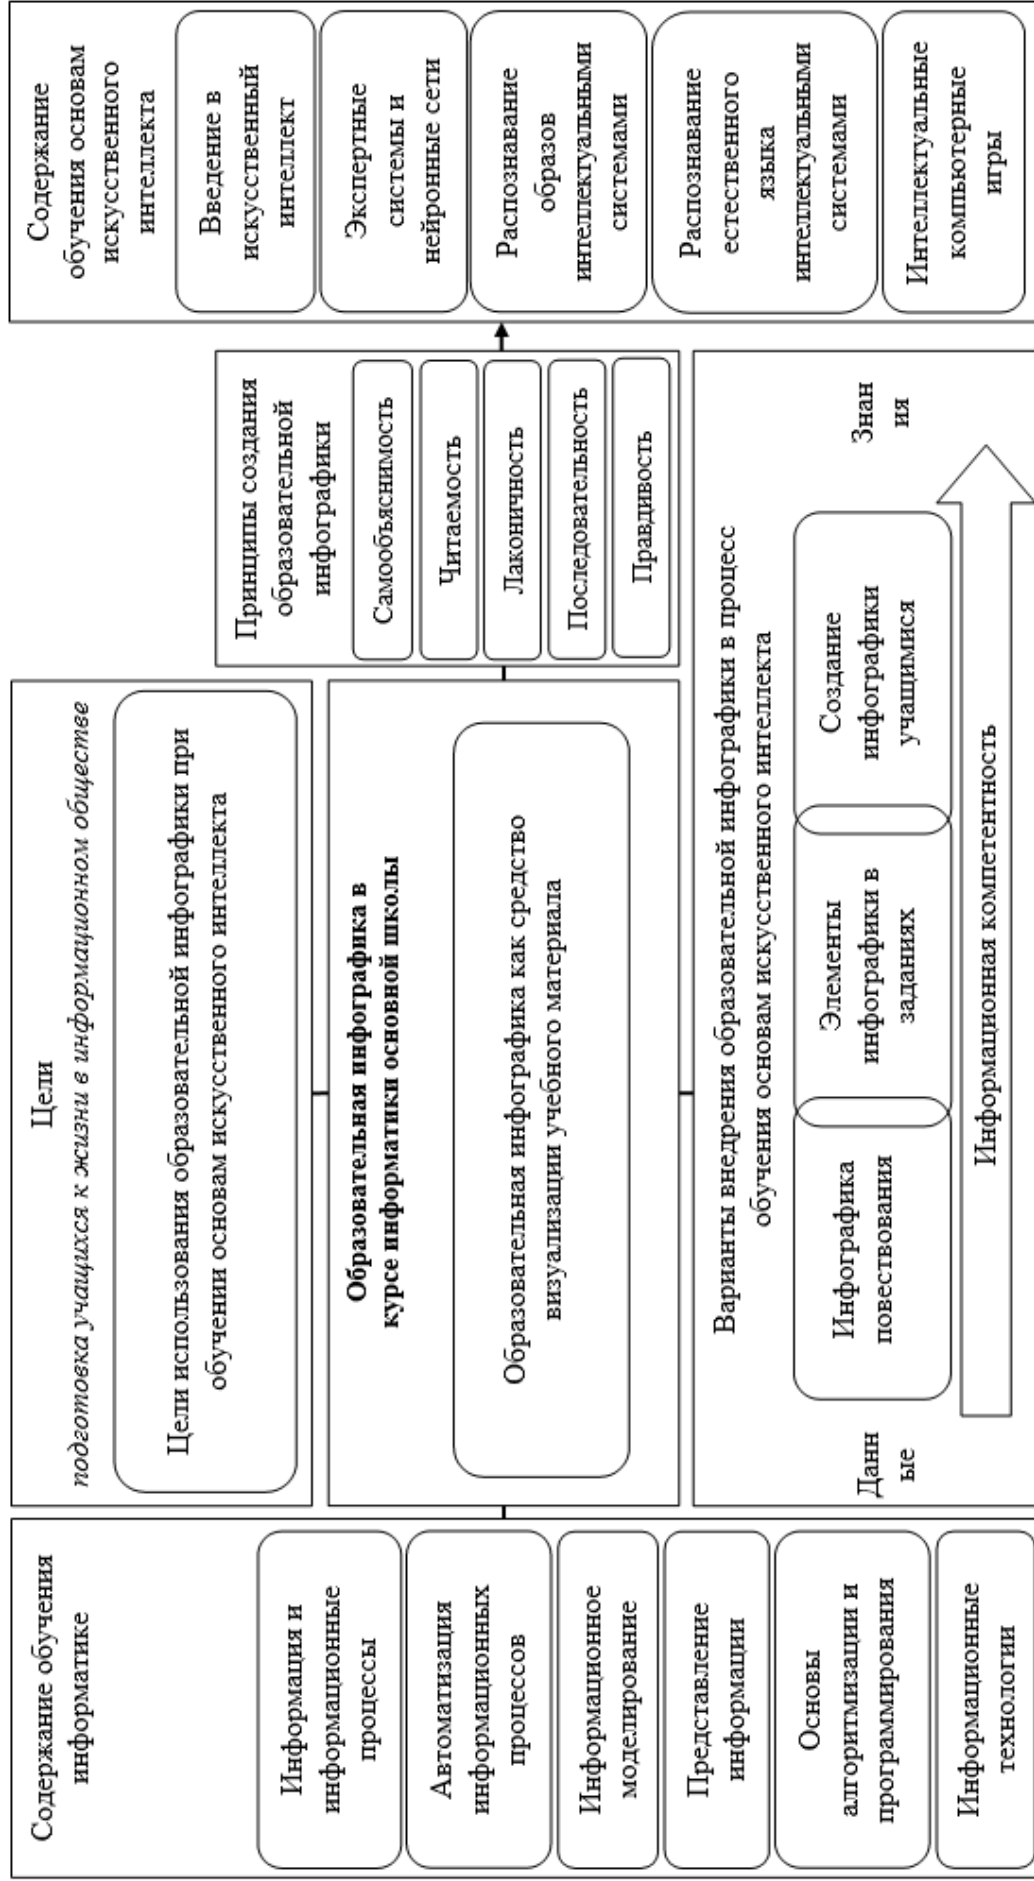 Содержание обучения
информатике
Информация и
информационные
процессы
Автоматизация
информационных
процессов
Информационное
моделирование
Представление
информации
Основы
алгоритмизации и
программирования
Информационные
технологии
Цели
подготовка учащихся к жизни в информационном обществе
Цели использования образовательной инфографики при
обучении основам искусственного интеллекта
Образовательная инфографика в
курсе информатики основной школы
Образовательная инфографика как средство
визуализации учебного материала
Варианты внедрения образовательной инфографики в процесс
обучения основам искусственного интеллекта
Данн
ые
Инфографика
повествования
Элементы
инфографики в
заданиях
Создание
инфографики
учащимися
Знан
ия
Информационная компетентность
Принципы создания
образовательной
инфографики
Самообъяснимость
Читаемость
Лаконичность
Последовательность
Правдивость
Содержание
обучения основам
искусственного
интеллекта
Введение в
искусственный
интеллект
Экспертные
системы и
нейронные сети
Распознавание
образов
интеллектуальными
системами
Распознавание
естественного
языка
интеллектуальными
системами
Интеллектуальные
компьютерные
игры